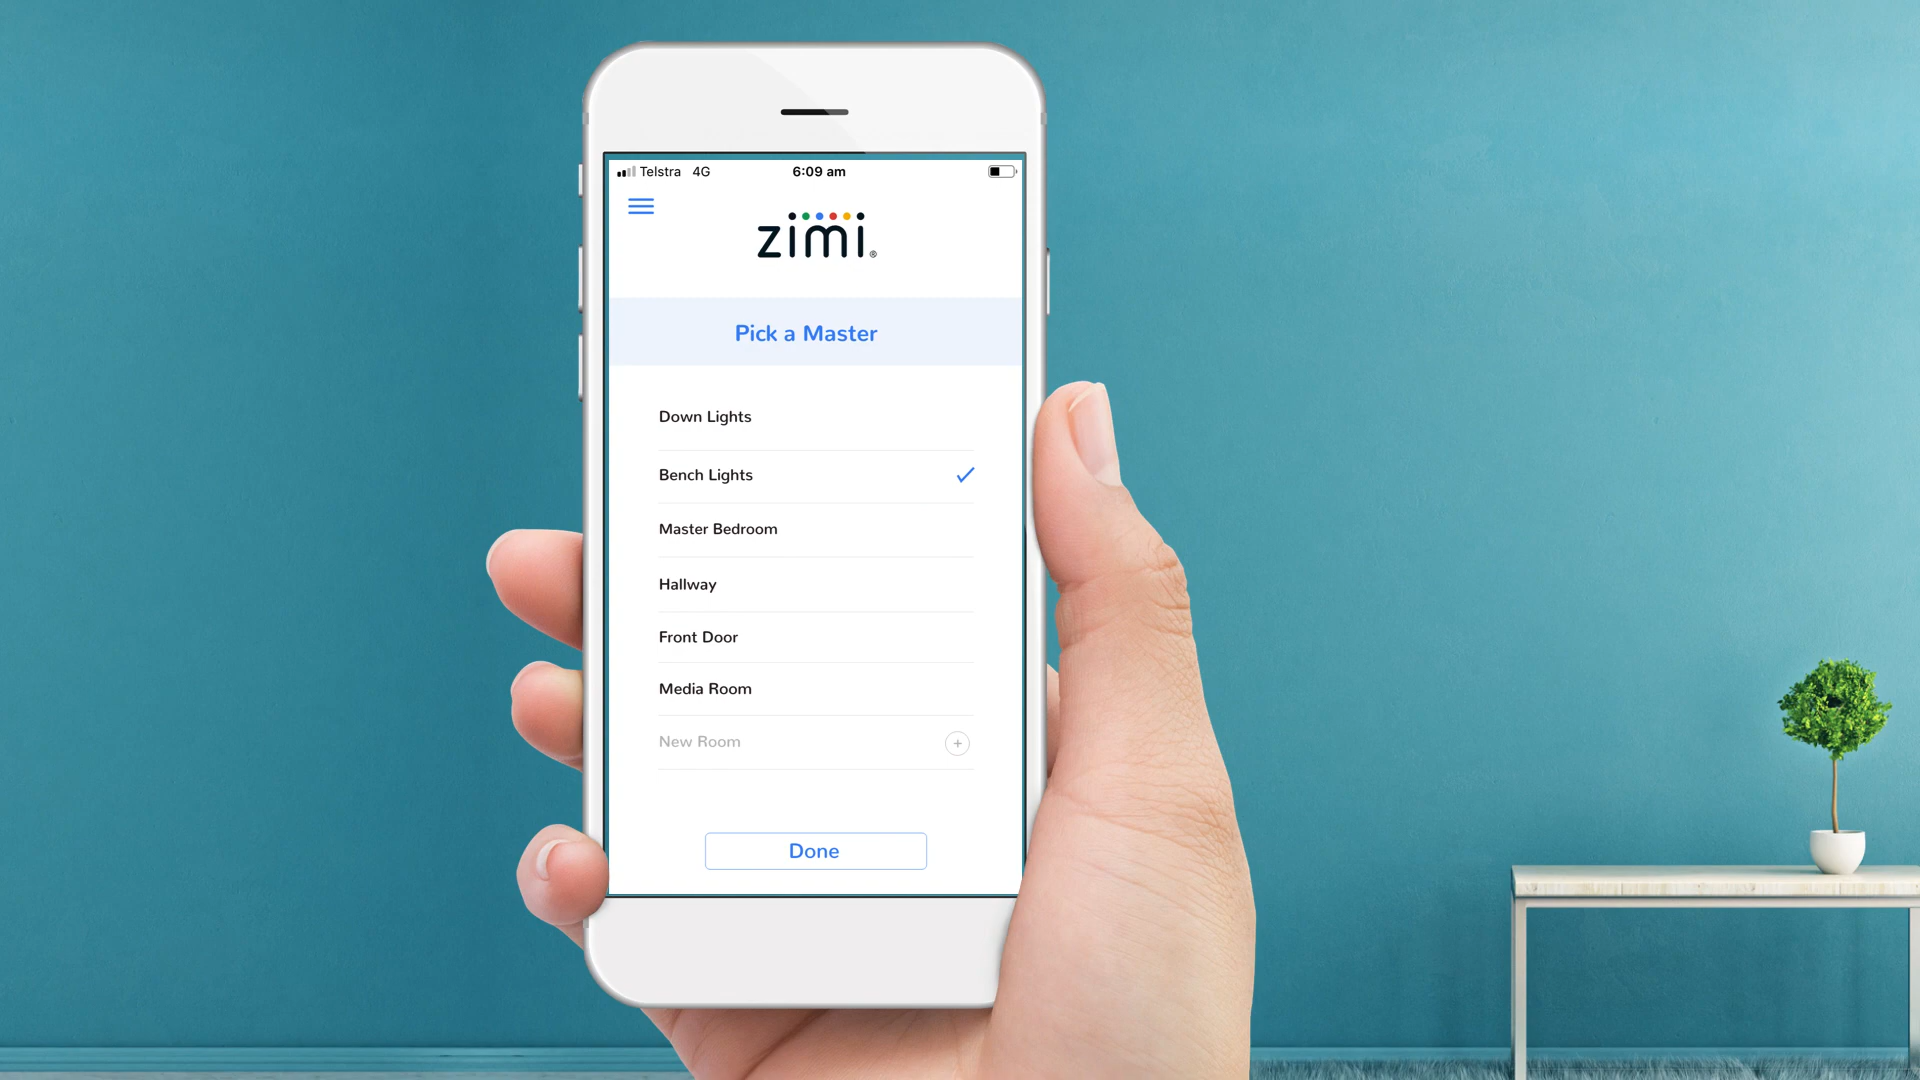 Telstra 4G 6:09 am
zimi®
Pick a Master
Down Lights
Bench Lights
Master Bedroom
Hallway
Front Door
Media Room
New Room
Done